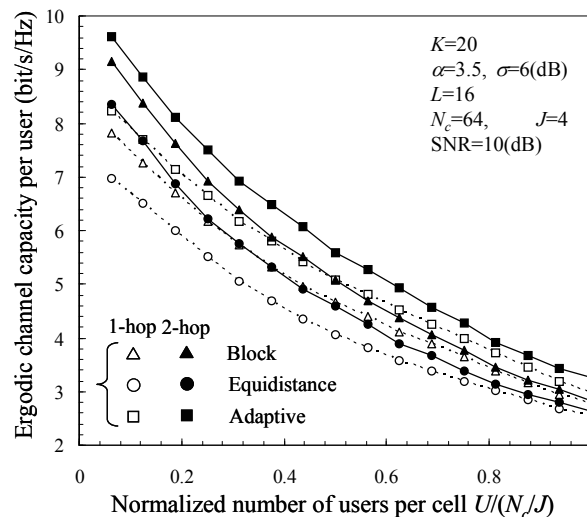 10
9
8
7
6
5
4
3
2
0
0.2
0.4
0.6
0.8
Ergodic channel capacity per user (bit/s/Hz)
Normalized number of users per cell U/(N_c/J)
K=20
α=3.5, σ=6(dB)
L=16
N_c=64, J=4
SNR=10(dB)
1-hop 2-hop
Block
Equidistance
Adaptive